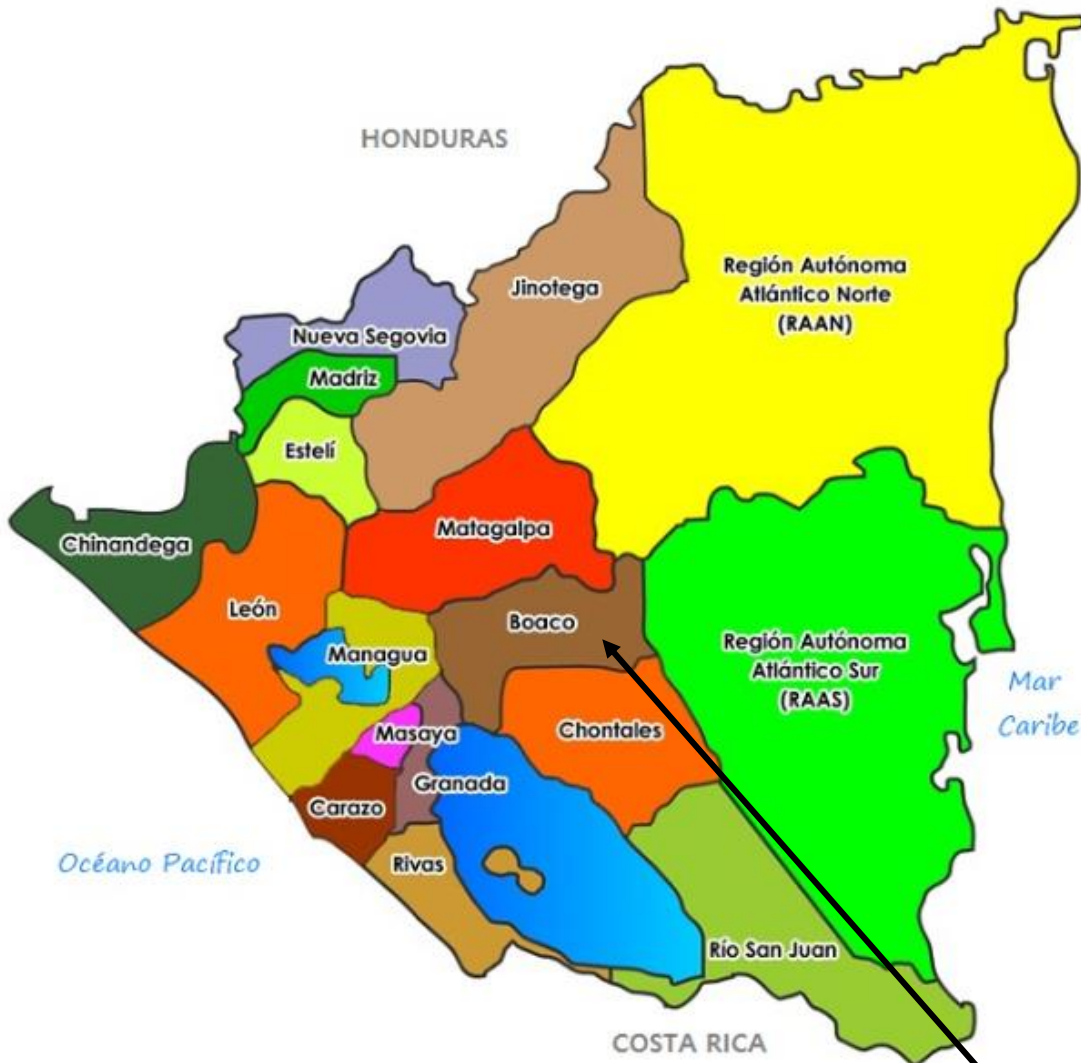 HONDURAS
Región Autónoma
Atlántico Norte
(RAAN)
Jinotega
Nueva Segovia
Madriz
Estelí
Matagalpa
Chinandega
León
Boaco
Managua
Región Autónoma
Atlántico Sur
(RAAS)
Mar
Caribe
Masaya
Chontales
Granada
Carazo
Océano Pacífico
Rivas
Río San Juan
COSTA RICA